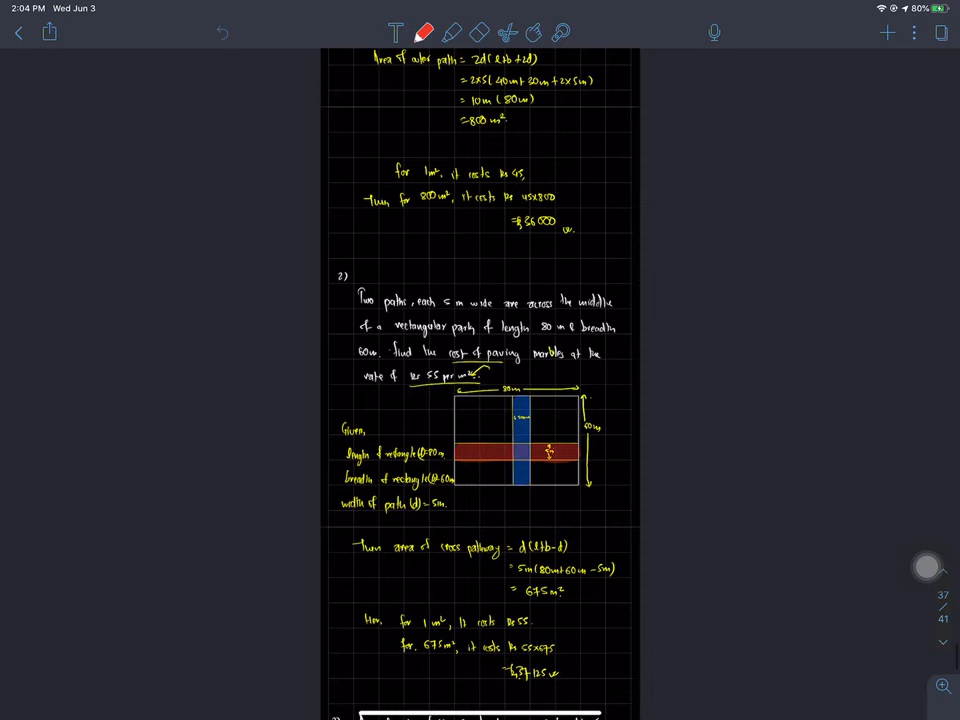 2:04 PM Wed Jun 3
80%
Area of outer path = 2d(l+b+2d)
= 2×5(40m+30m+2×5m)
= 10m(80m)
= 800 m².
for 1m², it costs Rs 45,
Then for 800m², it costs Rs 45×800
= 36000
2)
Two paths, each 5 m wide are across the middle
of a rectangular park of length 80 m & breadth
60m. find the cost of paving marbles at the
rate of Rs 55 per m².
80m
60m
5m
Given,
length of rectangle(l)=80m.
breadth of rectangle(b)=60m
width of path (d)=5m.
Then area of cross pathway = d(l+b-d)
= 5m(80m+60m-5m)
= 675m²
for 1m², it costs Rs 55.
for 675m², it costs Rs 55×675
37125
37
41